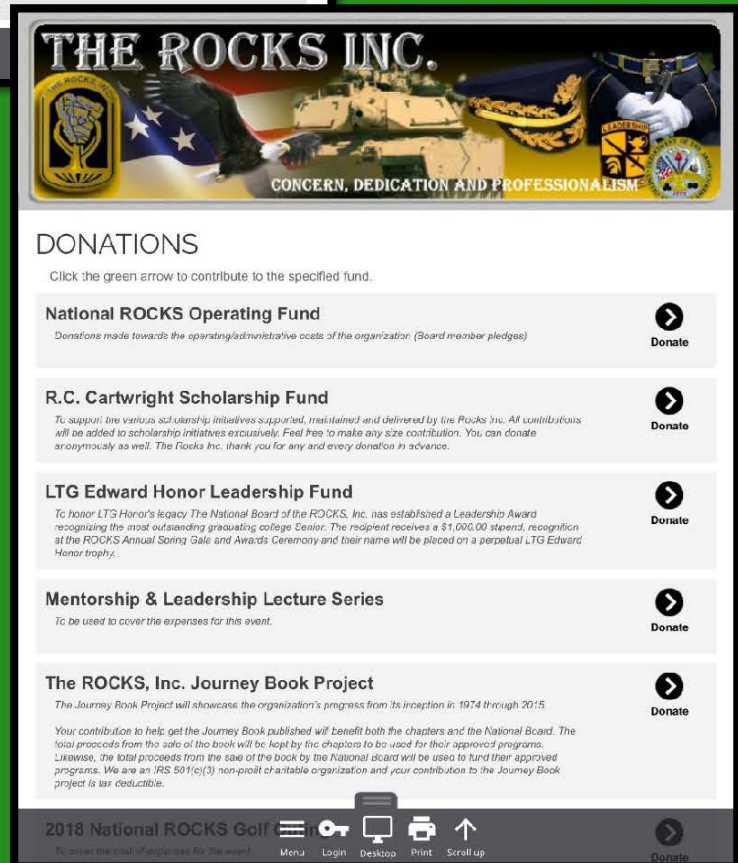 THE ROCKS INC.
THE ROCKS INC
LEADERSHIP
CONCERN, DEDICATION AND PROFESSIONALISM
DONATIONS
Click the green arrow to contribute to the specified fund.
National ROCKS Operating Fund
Donations made towards the operating/administrative costs of the organization (Board member pledges)
Donate
R.C. Cartwright Scholarship Fund
To support the various scholarship initiatives supported, maintained and delivered by the Rocks Inc. All contributions
will be added to scholarship initiatives excusively. Feel free to make any size contribution. You can donate
anonymously as well. The Rocks Inc. thank you for any and every donation in advance.
Donate
LTG Edward Honor Leadership Fund
To honor LTG Honor's legacy The National Board of the ROCKS, Inc. has established a Leadership Award
recognizing the most outstanding graduating college Senior. The recipient receives a $1,000.00 stipend, recognition
at the ROCKS Annual Spring Gala and Awards Ceremony and their name will be placed on a perpetual LTG Edward
Honor trophy.
Donate
Mentorship & Leadership Lecture Series
To be used to cover the expenses for this event.
Donate
The ROCKS, Inc. Journey Book Project
The Journey Book Project will showcase the organization's progress from its inception in 1974 through 2015
Your contribution to help get the Journey Book published will benefit both the chapters and the National Board. The
total proceeds from the sale of the book will be kept by the chapters to be used for their approved programs.
Likewise, the total proceeds from the sale of the book by the National Board will be used to fund their approved
programs. We are an IRS 501(c)(3) non-profit charitable organization and your contribution to the Journey Book
project is tax deductible.
Donate
2018 National ROCKS Golf
To cover the cost of expenses for the event
Donate
Menu Login Desktop Print Scroll up